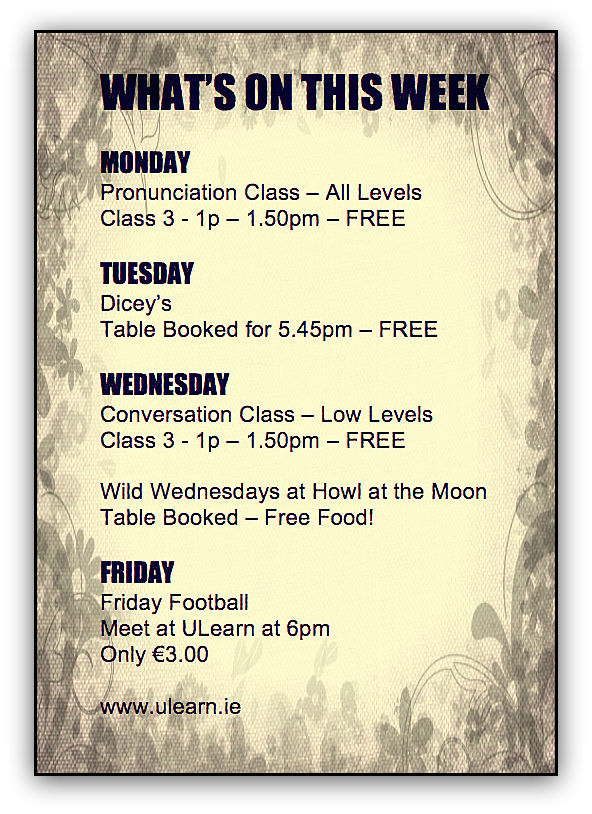 WHAT'S ON THIS WEEK
MONDAY
Pronunciation Class – All Levels
Class 3 - 1p – 1.50pm – FREE
TUESDAY
Dicey's
Table Booked for 5.45pm – FREE
WEDNESDAY
Conversation Class – Low Levels
Class 3 - 1p – 1.50pm – FREE
Wild Wednesdays at Howl at the Moon
Table Booked – Free Food!
FRIDAY
Friday Football
Meet at ULearn at 6pm
Only €3.00
www.ulearn.ie